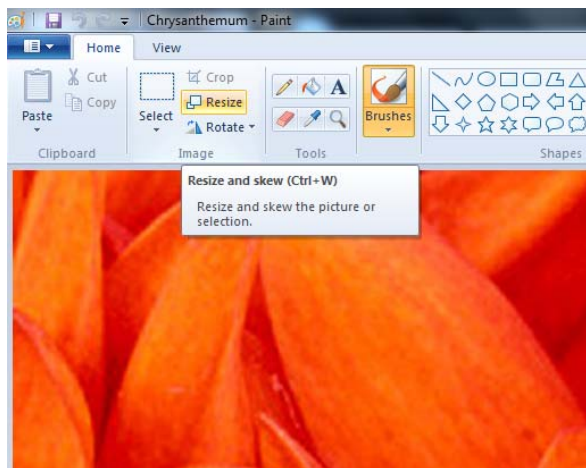 Chrysanthemum - Paint
Home View
Cut
Copy
Paste
Clipboard
Select
Crop
Resize
Rotate
Image
A
Tools
Brushes
Shapes
Resize and skew (Ctrl+W)
Resize and skew the picture or
selection.